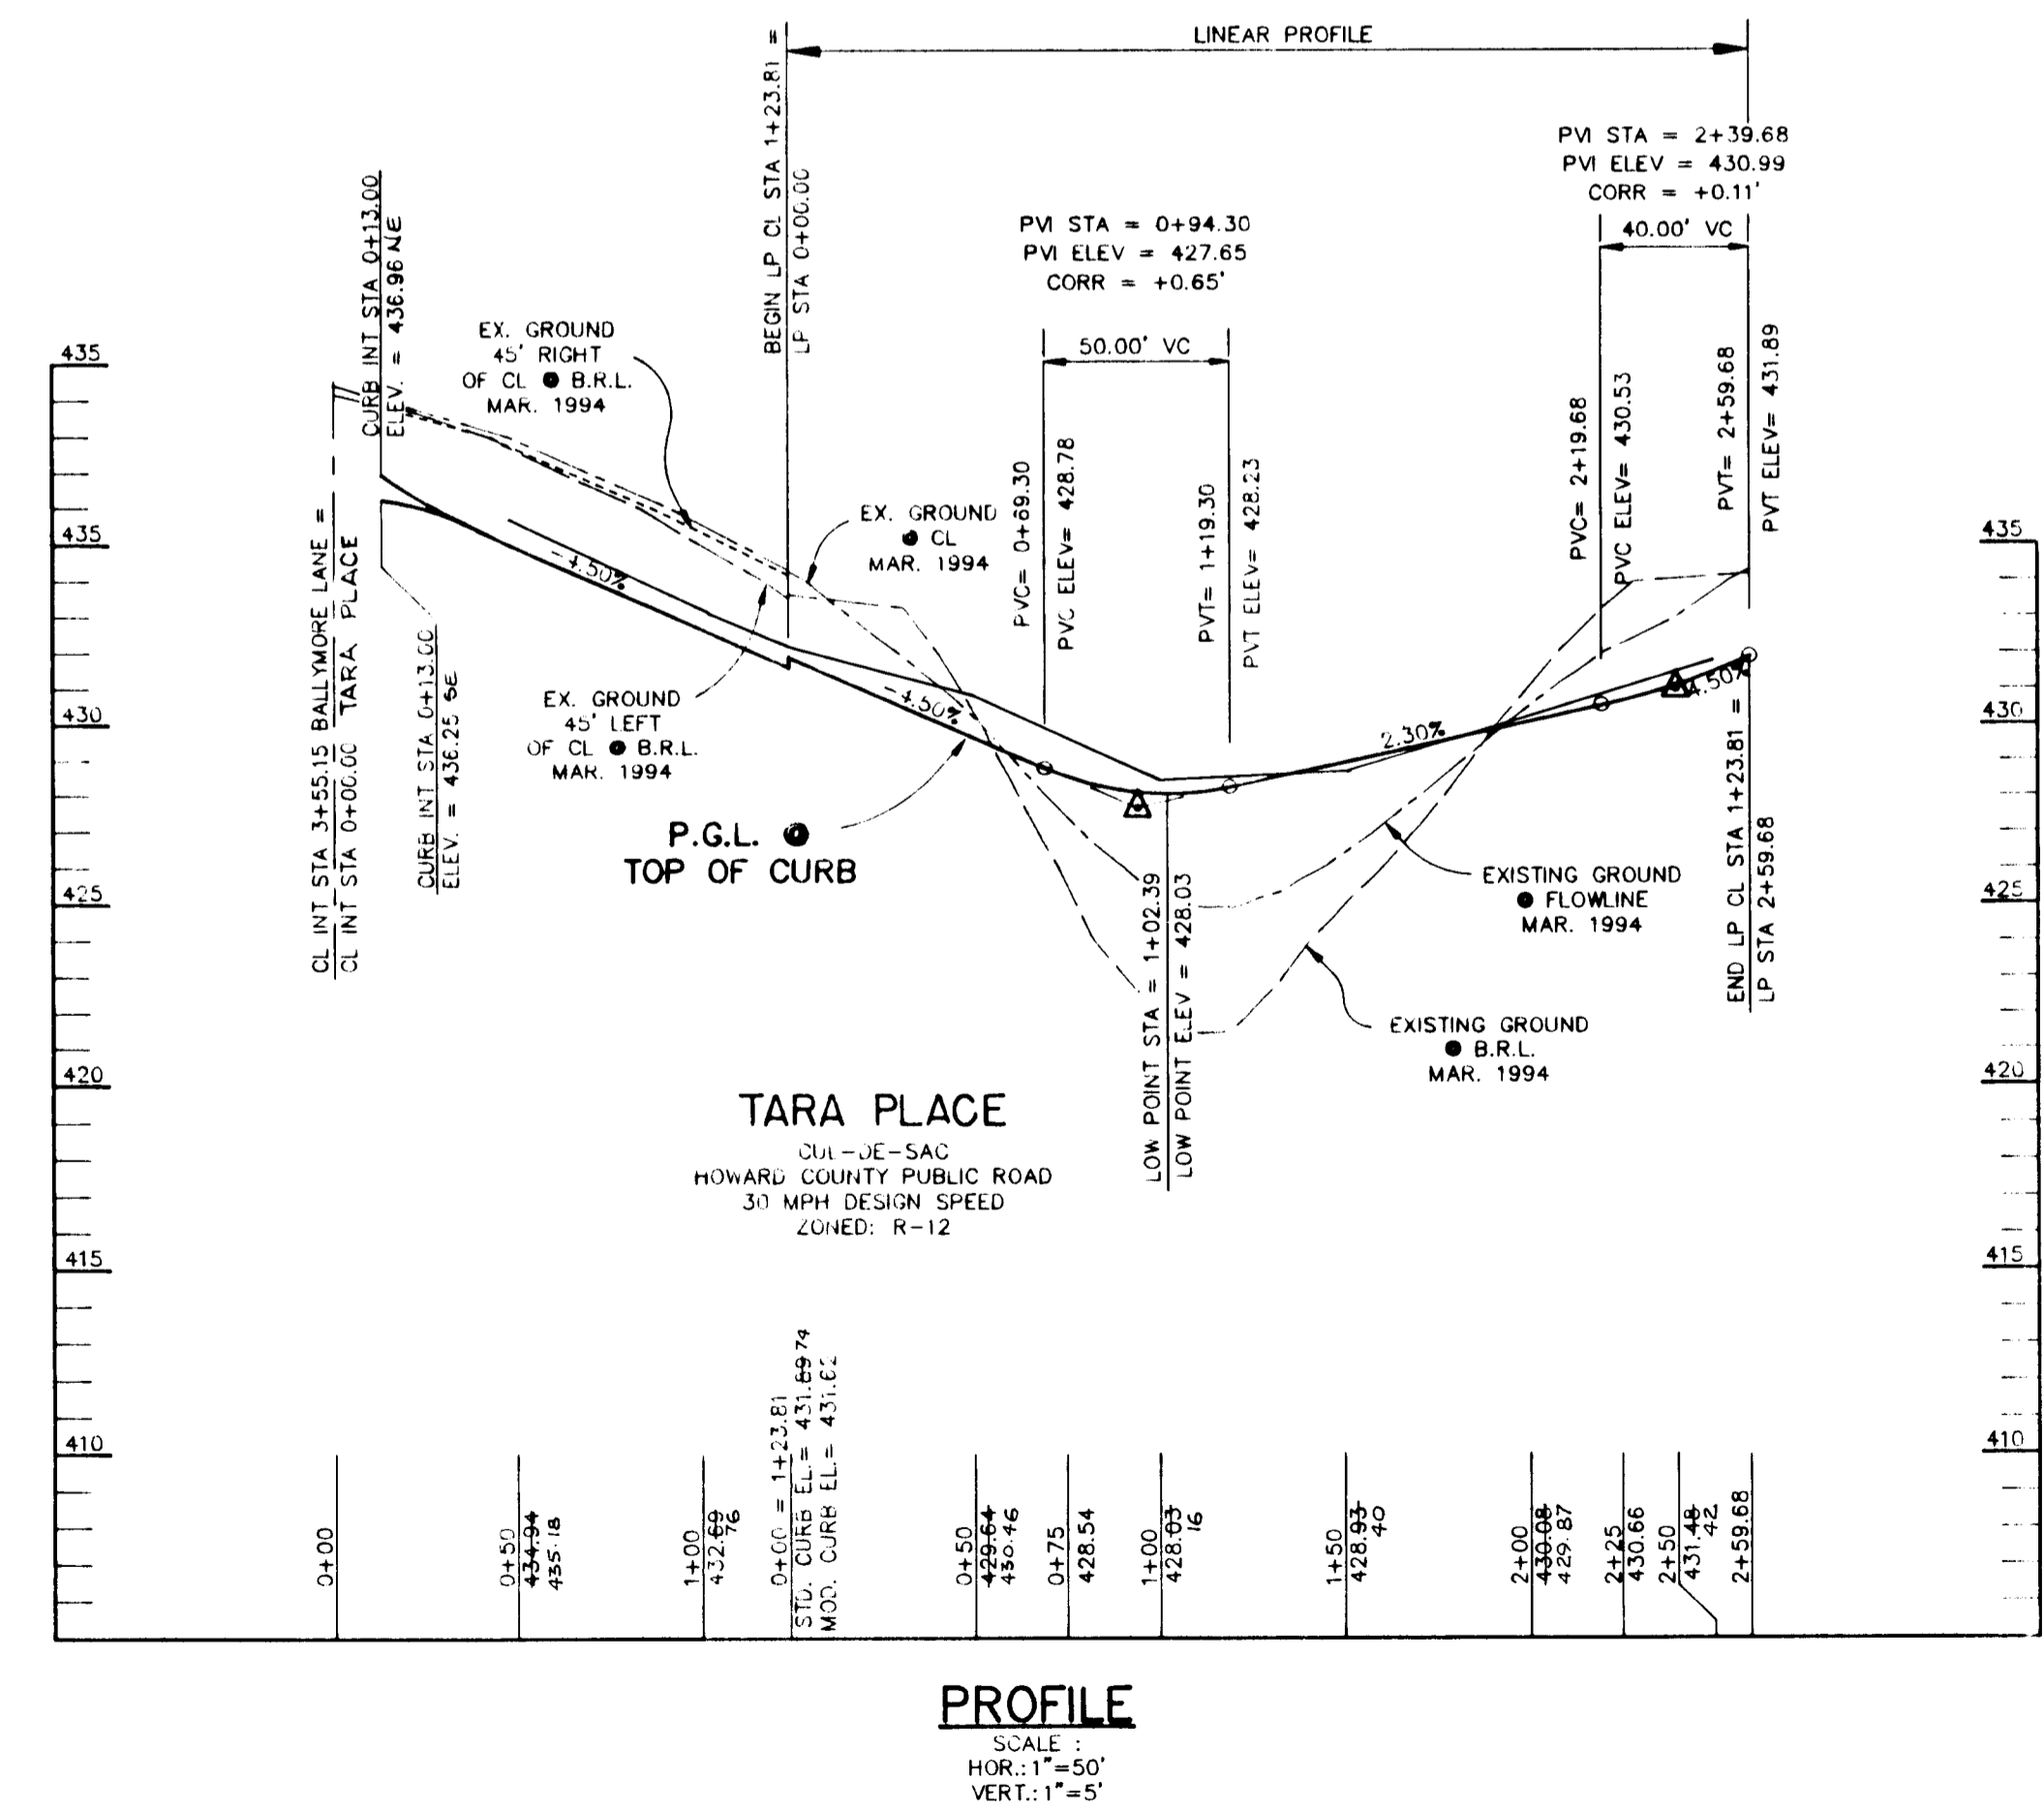 LINEAR PROFILE
BEGIN LP CL STA 1+23.81 =
LP STA 0+00.00
PVI STA = 2+39.68
PVI ELEV = 430.99
CORR = +0.11'
40.00' VC
PVI STA = 0+94.30
PVI ELEV = 427.65
CORR = +0.65'
50.00' VC
CURB INT STA 0+13.00
ELEV. = 436.96 NE
EX. GROUND
45' RIGHT
OF CL B.R.L.
MAR. 1994
EX. GROUND
CL
MAR. 1994
PVC= 0+69.30
PVC ELEV= 428.78
PVT= 1+19.30
PVT ELEV= 428.23
PVC= 2+19.68
PVC ELEV= 430.53
PVT= 2+59.68
PVT ELEV= 431.89
435
435
430
425
420
415
410
435
430
425
420
415
410
CL INT STA 3+55.15 BALLYMORE LANE =
CL INT STA 0+00.00 TARA PLACE
CURB INT STA 0+13.00
ELEV. = 436.25 SE
-4.50%
-4.50%
2.30%
4.50%
EX. GROUND
45' LEFT
OF CL B.R.L.
MAR. 1994
P.G.L.
TOP OF CURB
LOW POINT STA = 1+02.39
LOW POINT ELEV = 428.03
EXISTING GROUND
FLOWLINE
MAR. 1994
EXISTING GROUND
B.R.L.
MAR. 1994
END LP CL STA 1+23.81 =
LP STA 2+59.68
TARA PLACE
CUL-DE-SAC
HOWARD COUNTY PUBLIC ROAD
30 MPH DESIGN SPEED
ZONED: R-12
0+00
0+50
434.94
435.18
1+00
432.69
76
0+00 = 1+23.81
STD. CURB EL.= 431.8974
MOD. CURB EL.= 431.62
0+50
429.64
430.46
0+75
428.54
1+00
428.03
16
1+50
428.93
40
2+00
430.08
429.87
2+25
430.66
2+50
431.48
42
2+59.68
PROFILE
SCALE :
HOR.: 1"=50'
VERT.: 1"=5'